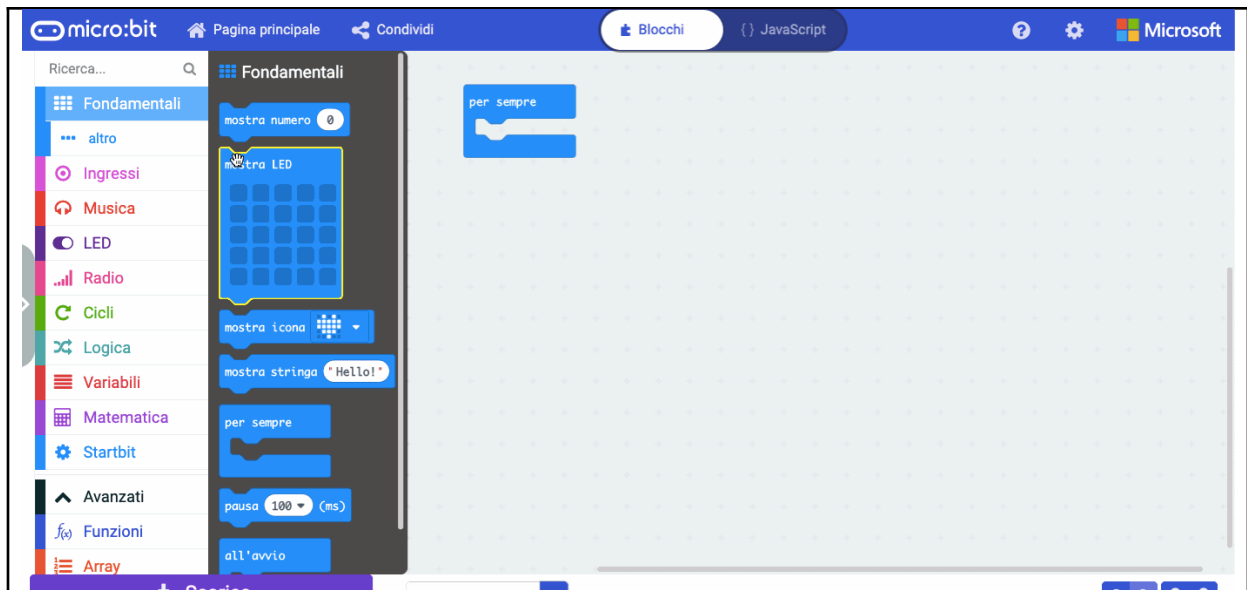 micro:bit
Pagina principale
Condividi
Blocchi
{ } JavaScript
?
Microsoft
Ricerca...
Fondamentali
altro
Ingressi
Musica
LED
Radio
Cicli
Logica
Variabili
Matematica
Startbit
Avanzati
f(x) Funzioni
Array
Fondamentali
mostra numero 0
mostra LED
mostra icona
mostra stringa "Hello!"
per sempre
pausa 100 (ms)
all'avvio
per sempre